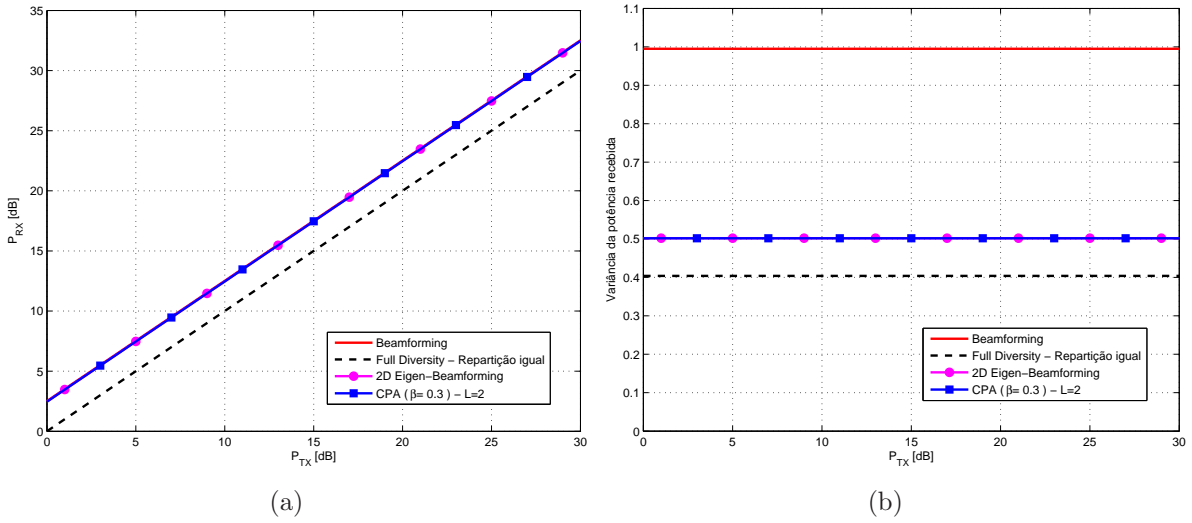 35
30
25
20
15
10
5
0
0 5 10 15 20 25 30
P_RX [dB]
P_TX [dB]
Beamforming
Full Diversity − Repartição igual
2D Eigen−Beamforming
CPA ( β= 0.3 ) − L=2
(a)
1.1
1
0.9
0.8
0.7
0.6
0.5
0.4
0.3
0.2
0.1
0
0 5 10 15 20 25 30
Variância da potência recebida
P_TX [dB]
Beamforming
Full Diversity − Repartição igual
2D Eigen−Beamforming
CPA ( β= 0.3 ) − L=2
(b)